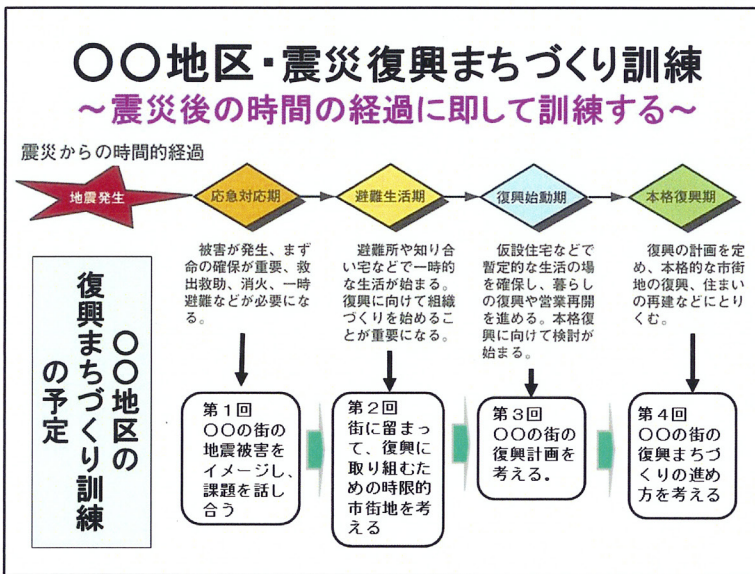 〇〇地区・震災復興まちづくり訓練
～震災後の時間の経過に即して訓練する～
震災からの時間的経過
地震発生
応急対応期
避難生活期
復興始動期
本格復興期
被害が発生、まず
命の確保が重要、救
出救助、消火、一時
避難などが必要にな
る。
避難所や知り合
い宅などで一時的
な生活が始まる。
復興に向けて組織
づくりを始めるこ
とが重要になる。
仮設住宅などで
暫定的な生活の場
を確保し、暮らし
の復興や営業再開
を進める。本格復
興に向けて検討が
始まる。
復興の計画を定
め、本格的な市街
地の復興、住まい
の再建などにとり
くむ。
〇〇地区の
復興まちづくり訓練
の予定
第１回
〇〇の街の
地震被害を
イメージし、
課題を話し
合う
第２回
街に留まっ
て、復興に
取り組むた
めの時限的
市街地を考
える
第３回
〇〇の街の
復興計画を
考える。
第４回
〇〇の街の
復興まちづ
くりの進め
方を考える